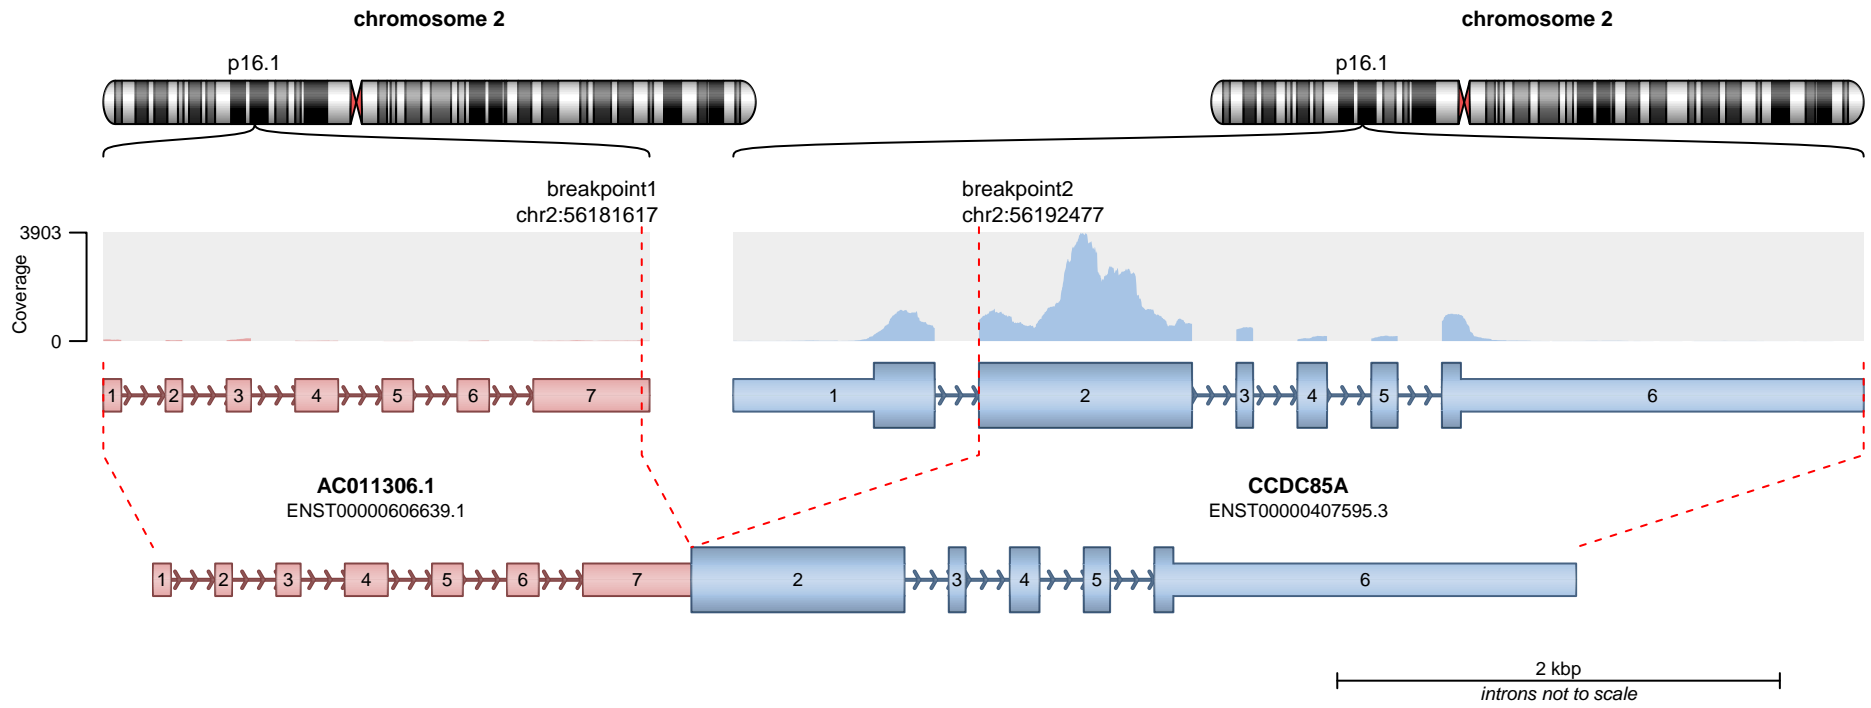 chromosome 2
chromosome 2
p16.1
p16.1
breakpoint1
chr2:56181617
breakpoint2
chr2:56192477
3903
Coverage
0
1 2 3 4 5 6 7
1 2 3 4 5 6
AC011306.1
ENST00000606639.1
CCDC85A
ENST00000407595.3
1 2 3 4 5 6 7 2 3 4 5 6
2 kbp
introns not to scale